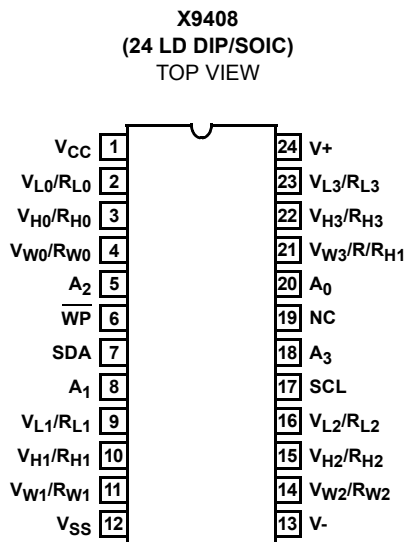 X9408
(24 LD DIP/SOIC)
TOP VIEW
VCC 1 24 V+
VL0/RL0 2 23 VL3/RL3
VH0/RH0 3 22 VH3/RH3
VW0/RW0 4 21 VW3/R/RH1
A2 5 20 A0
WP 6 19 NC
SDA 7 18 A3
A1 8 17 SCL
VL1/RL1 9 16 VL2/RL2
VH1/RH1 10 15 VH2/RH2
VW1/RW1 11 14 VW2/RW2
VSS 12 13 V-